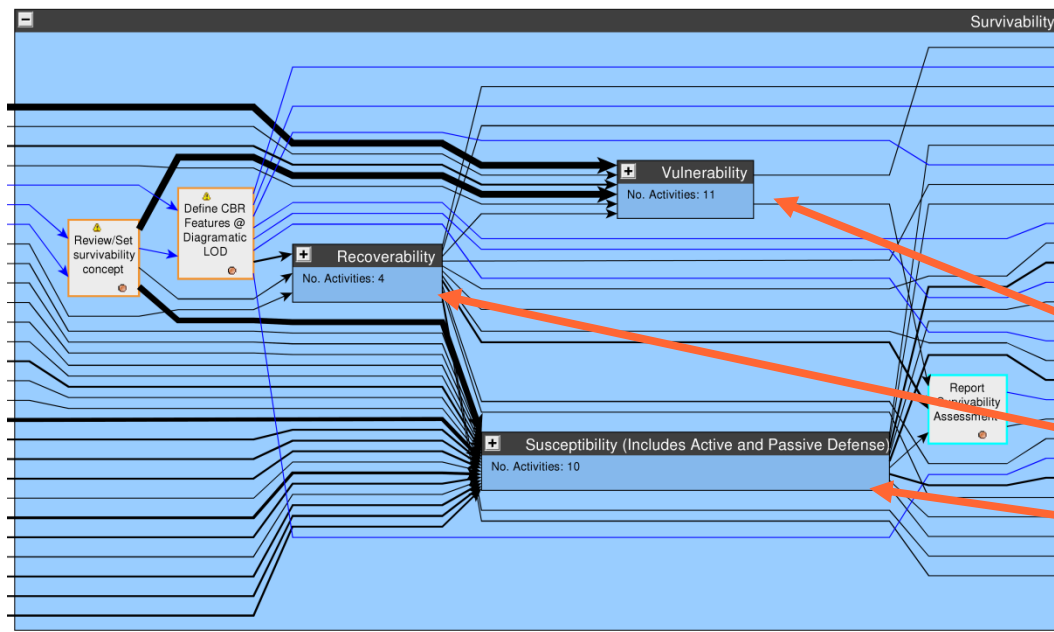 Survivability
Vulnerability
No. Activities: 11
Define CBR
Features @
Diagramatic
LOD
Review/Set
survivability
concept
Recoverability
No. Activities: 4
Report
Survivability
Assessment
Susceptibility (Includes Active and Passive Defense)
No. Activities: 10